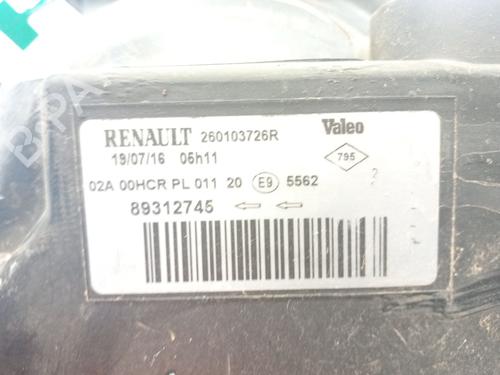 RENAULT 260103726R Valeo
19/07/16 06h11 795
02A 00HCR PL 011 20 E9 5562
89312745